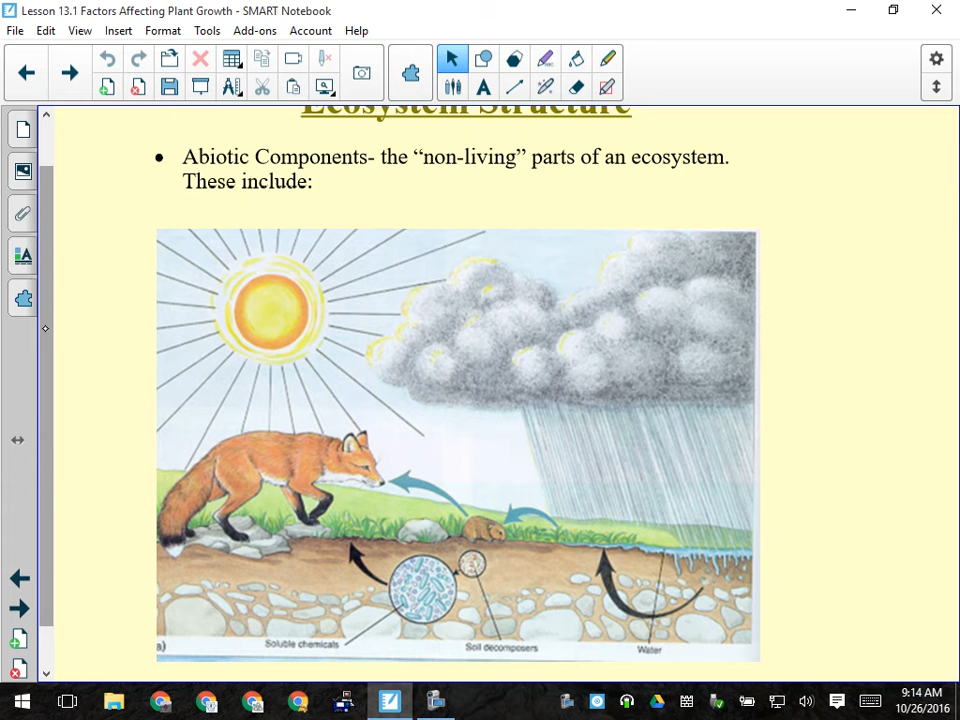 Lesson 13.1 Factors Affecting Plant Growth - SMART Notebook
File Edit View Insert Format Tools Add-ons Account Help
Ecosystem Structure
• Abiotic Components- the “non-living” parts of an ecosystem.
These include:
a)
Soluble chemicals
Soil decomposers
Water
9:14 AM
10/26/2016